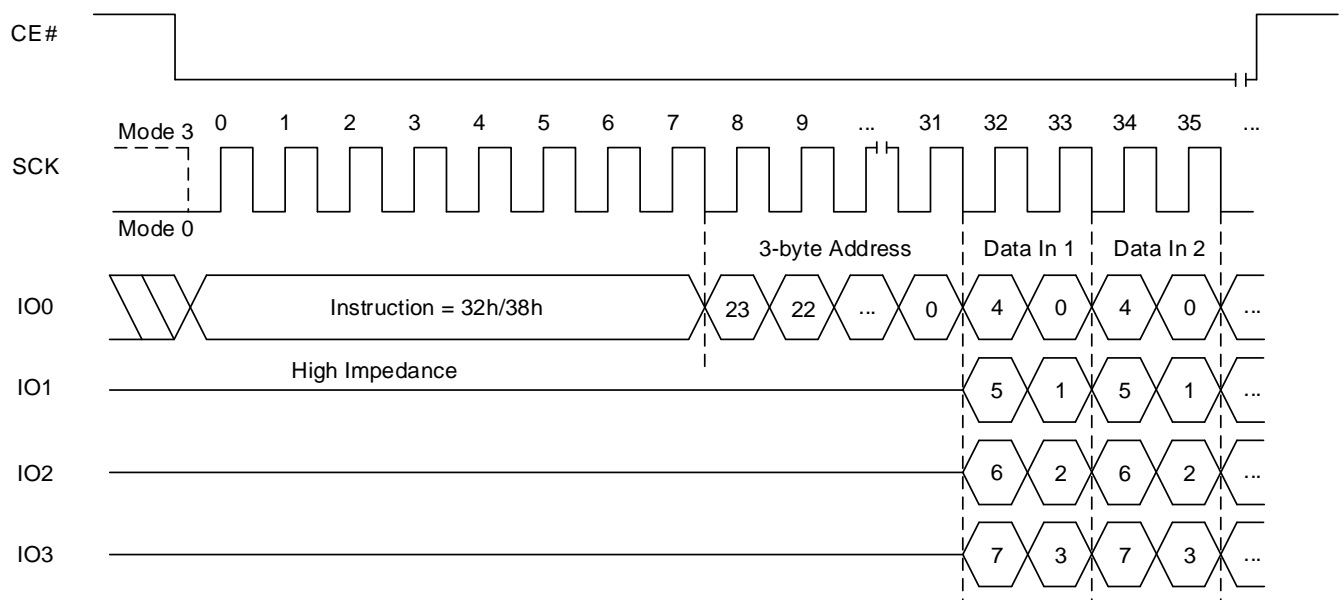 CE#
Mode 3 0 1 2 3 4 5 6 7 8 9 ... 31 32 33 34 35 ...
SCK
Mode 0
3-byte Address Data In 1 Data In 2
IO0 Instruction = 32h/38h 23 22 ... 0 4 0 4 0 ...
High Impedance
IO1 5 1 5 1 ...
IO2 6 2 6 2 ...
IO3 7 3 7 3 ...